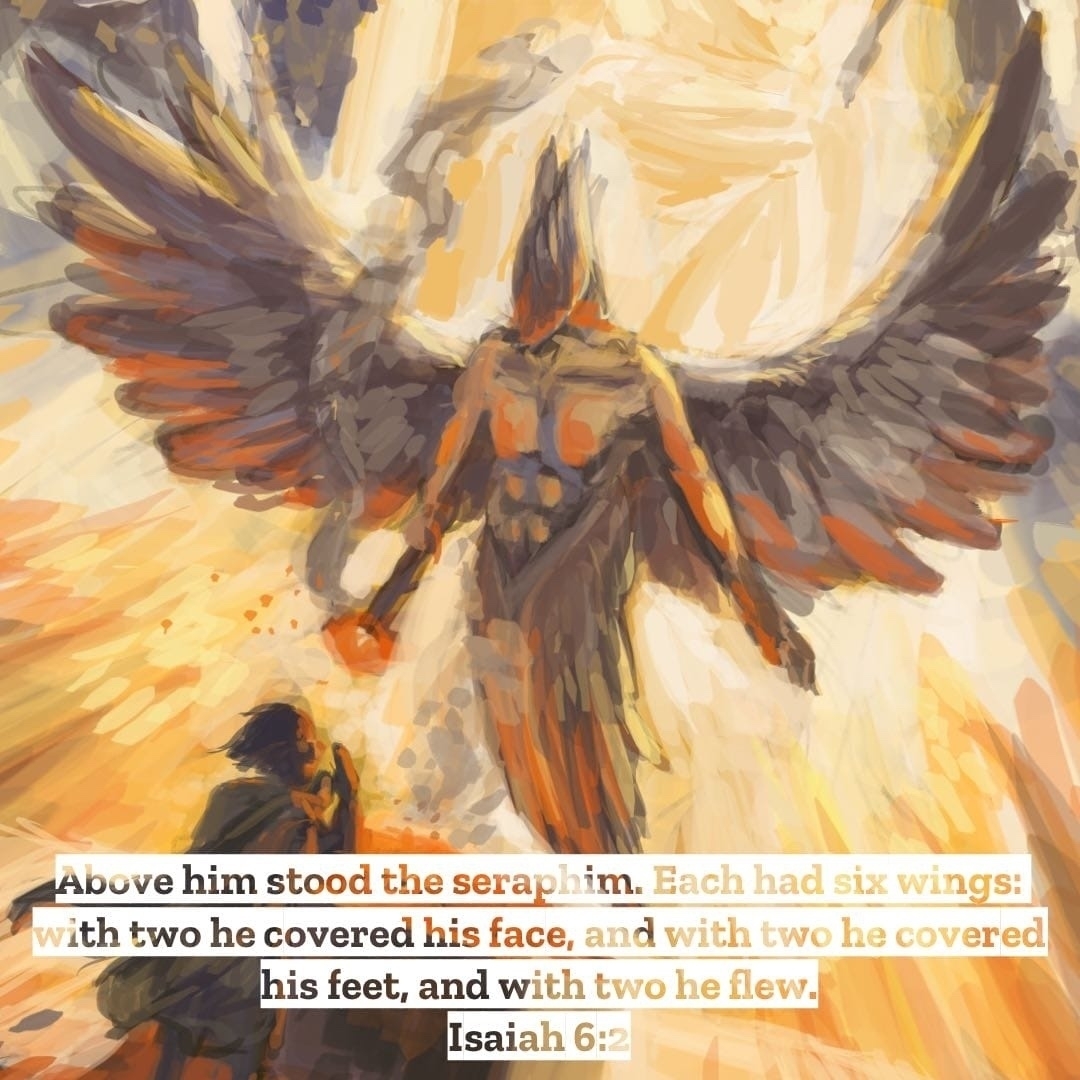 Above him stood the seraphim. Each had six wings:
with two he covered his face, and with two he covered
his feet, and with two he flew.
Isaiah 6:2